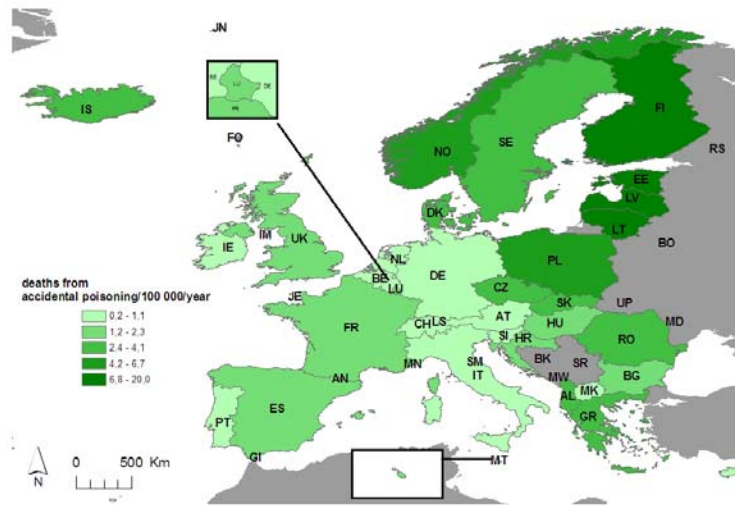 JN
IS
FO
BE
LU
DE
FR
NO
SE
FI
RS
EE
LV
LT
DK
IE
IM
UK
NL
BE
LU
DE
PL
BO
CZ
SK
UP
MD
JE
FR
CH
LS
AT
HU
SI
HR
RO
BK
SR
BG
MN
SM
IT
AN
MW
AL
MK
GR
PT
ES
GI
MT
deaths from
accidental poisoning/100 000/year
0,2 - 1,1
1,2 - 2,3
2,4 - 4,1
4,2 - 6,7
6,8 - 20,0
N
0 500 Km